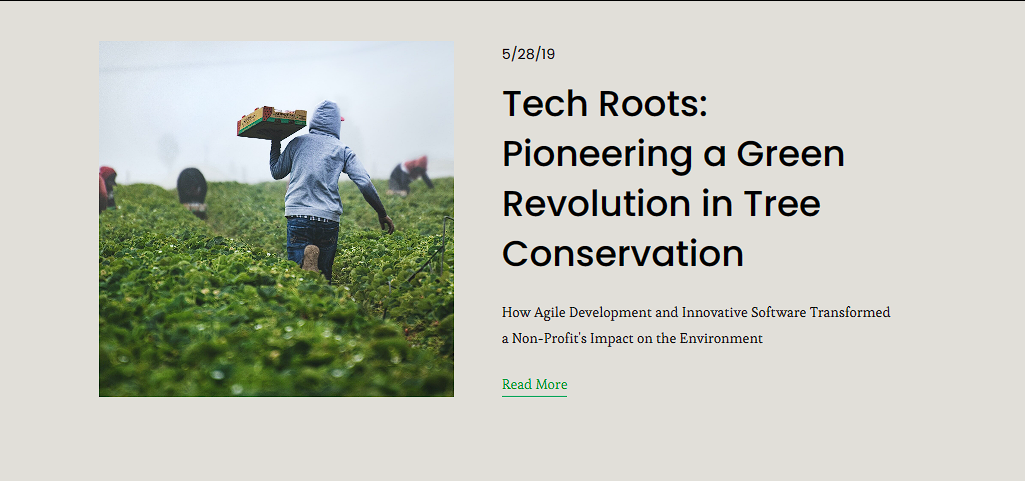 5/28/19
Tech Roots:
Pioneering a Green
Revolution in Tree
Conservation
How Agile Development and Innovative Software Transformed
a Non-Profit's Impact on the Environment
Read More